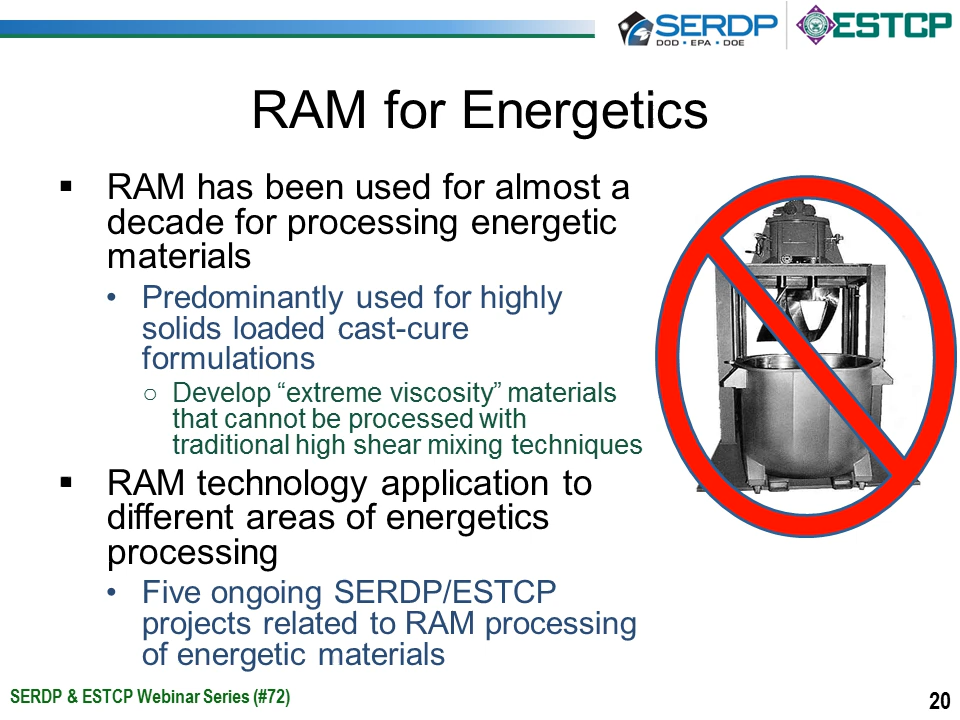 SERDP
DOD • EPA • DOE
ESTCP
RAM for Energetics
▪ RAM has been used for almost a
decade for processing energetic
materials
• Predominantly used for highly
solids loaded cast-cure
formulations
○ Develop “extreme viscosity” materials
that cannot be processed with
traditional high shear mixing techniques
▪ RAM technology application to
different areas of energetics
processing
• Five ongoing SERDP/ESTCP
projects related to RAM processing
of energetic materials
SERDP & ESTCP Webinar Series (#72)
20